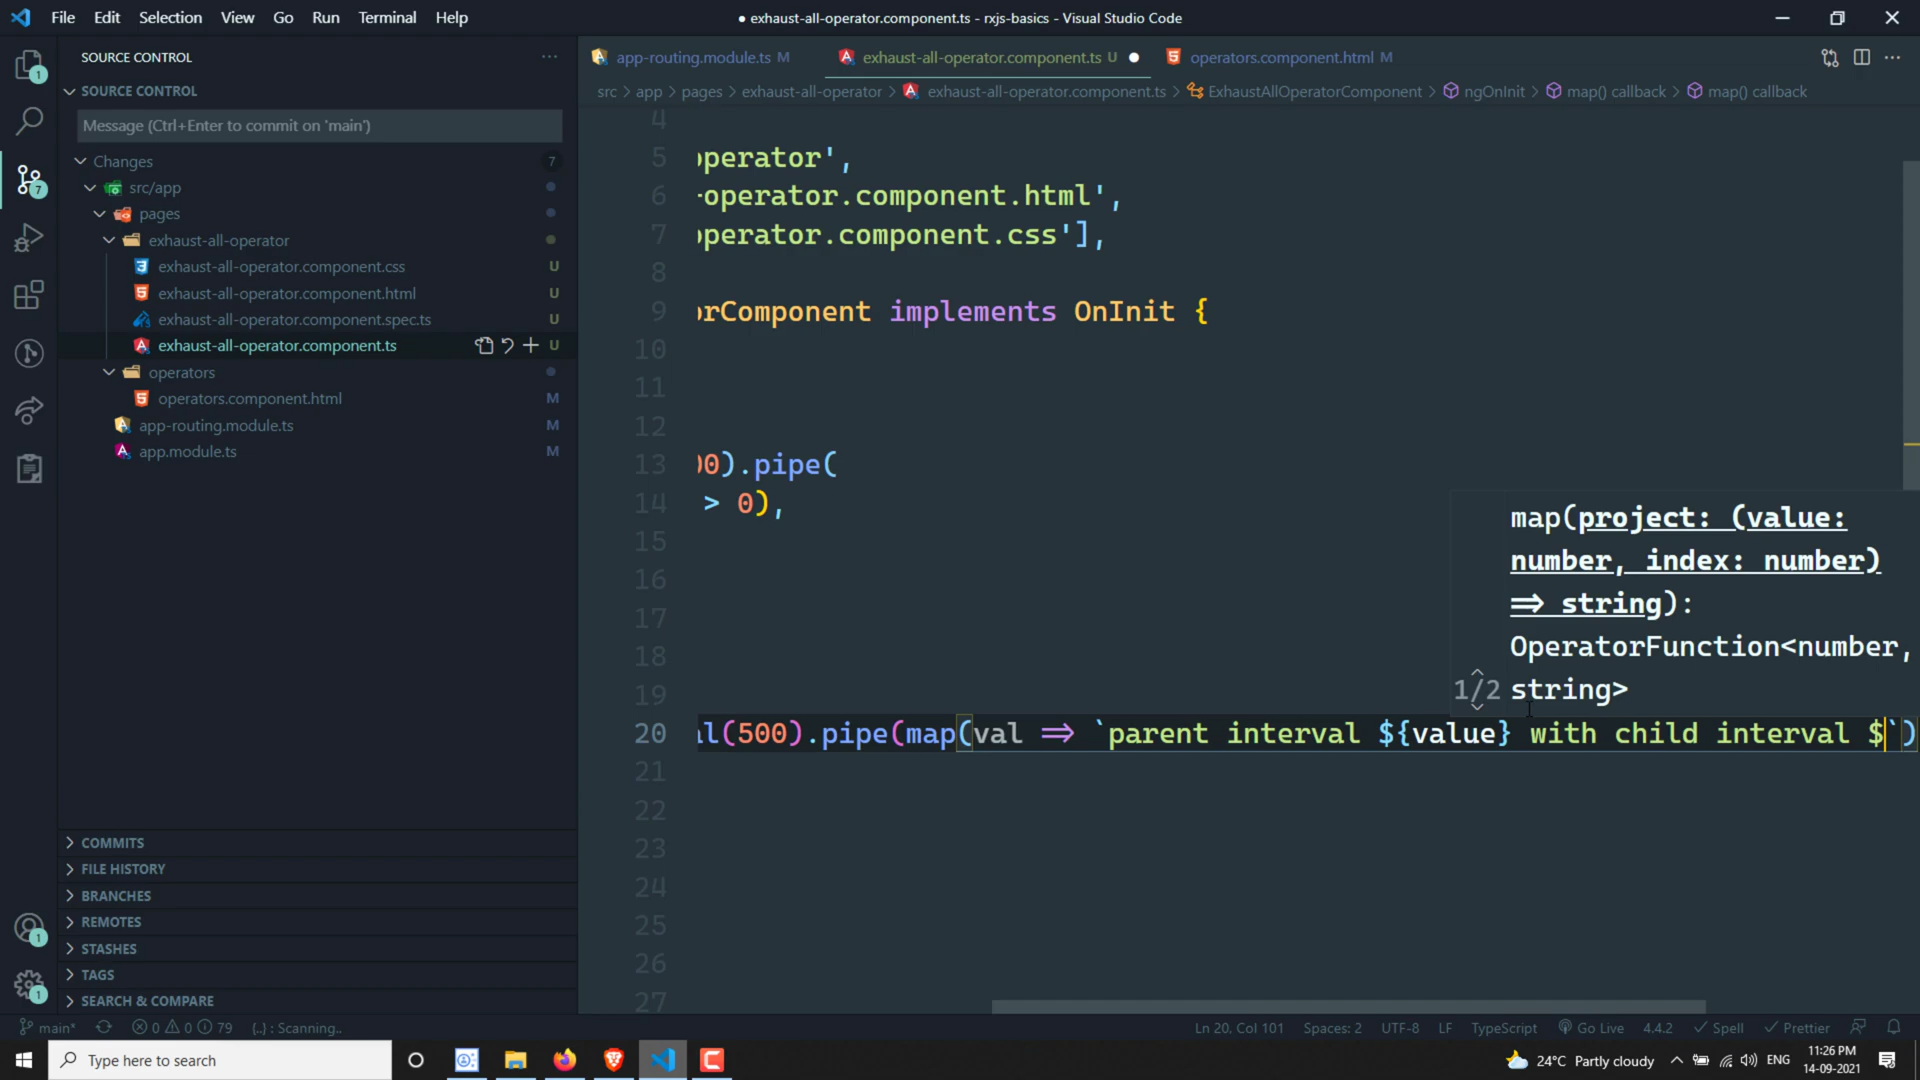 File Edit Selection View Go Run Terminal Help
● exhaust-all-operator.component.ts - rxjs-basics - Visual Studio Code
SOURCE CONTROL
SOURCE CONTROL
Message (Ctrl+Enter to commit on 'main')
Changes 7
src/app
pages
exhaust-all-operator
exhaust-all-operator.component.css U
exhaust-all-operator.component.html U
exhaust-all-operator.component.spec.ts U
exhaust-all-operator.component.ts U
operators
operators.component.html M
app-routing.module.ts M
app.module.ts M
COMMITS
FILE HISTORY
BRANCHES
REMOTES
STASHES
TAGS
SEARCH & COMPARE
1
7
1
1
app-routing.module.ts M exhaust-all-operator.component.ts U operators.component.html M
src > app > pages > exhaust-all-operator > exhaust-all-operator.component.ts > ExhaustAllOperatorComponent > ngOnInit > map() callback > map() callback
4
5 operator',
6 -operator.component.html',
7 operator.component.css'],
8
9 orComponent implements OnInit {
10
11
12
13 00).pipe(
14 > 0),
15
16
17
18
19
20 al(500).pipe(map(val => `parent interval ${value} with child interval $`)
21
22
23
24
25
26
27
map(project: (value:
number, index: number)
=> string):
OperatorFunction<number,
1/2 string>
main* 0 0 79 {..} : Scanning.. Ln 20, Col 101 Spaces: 2 UTF-8 LF TypeScript Go Live 4.4.2 Spell Prettier
Type here to search
24°C Partly cloudy ENG
11:26 PM
14-09-2021